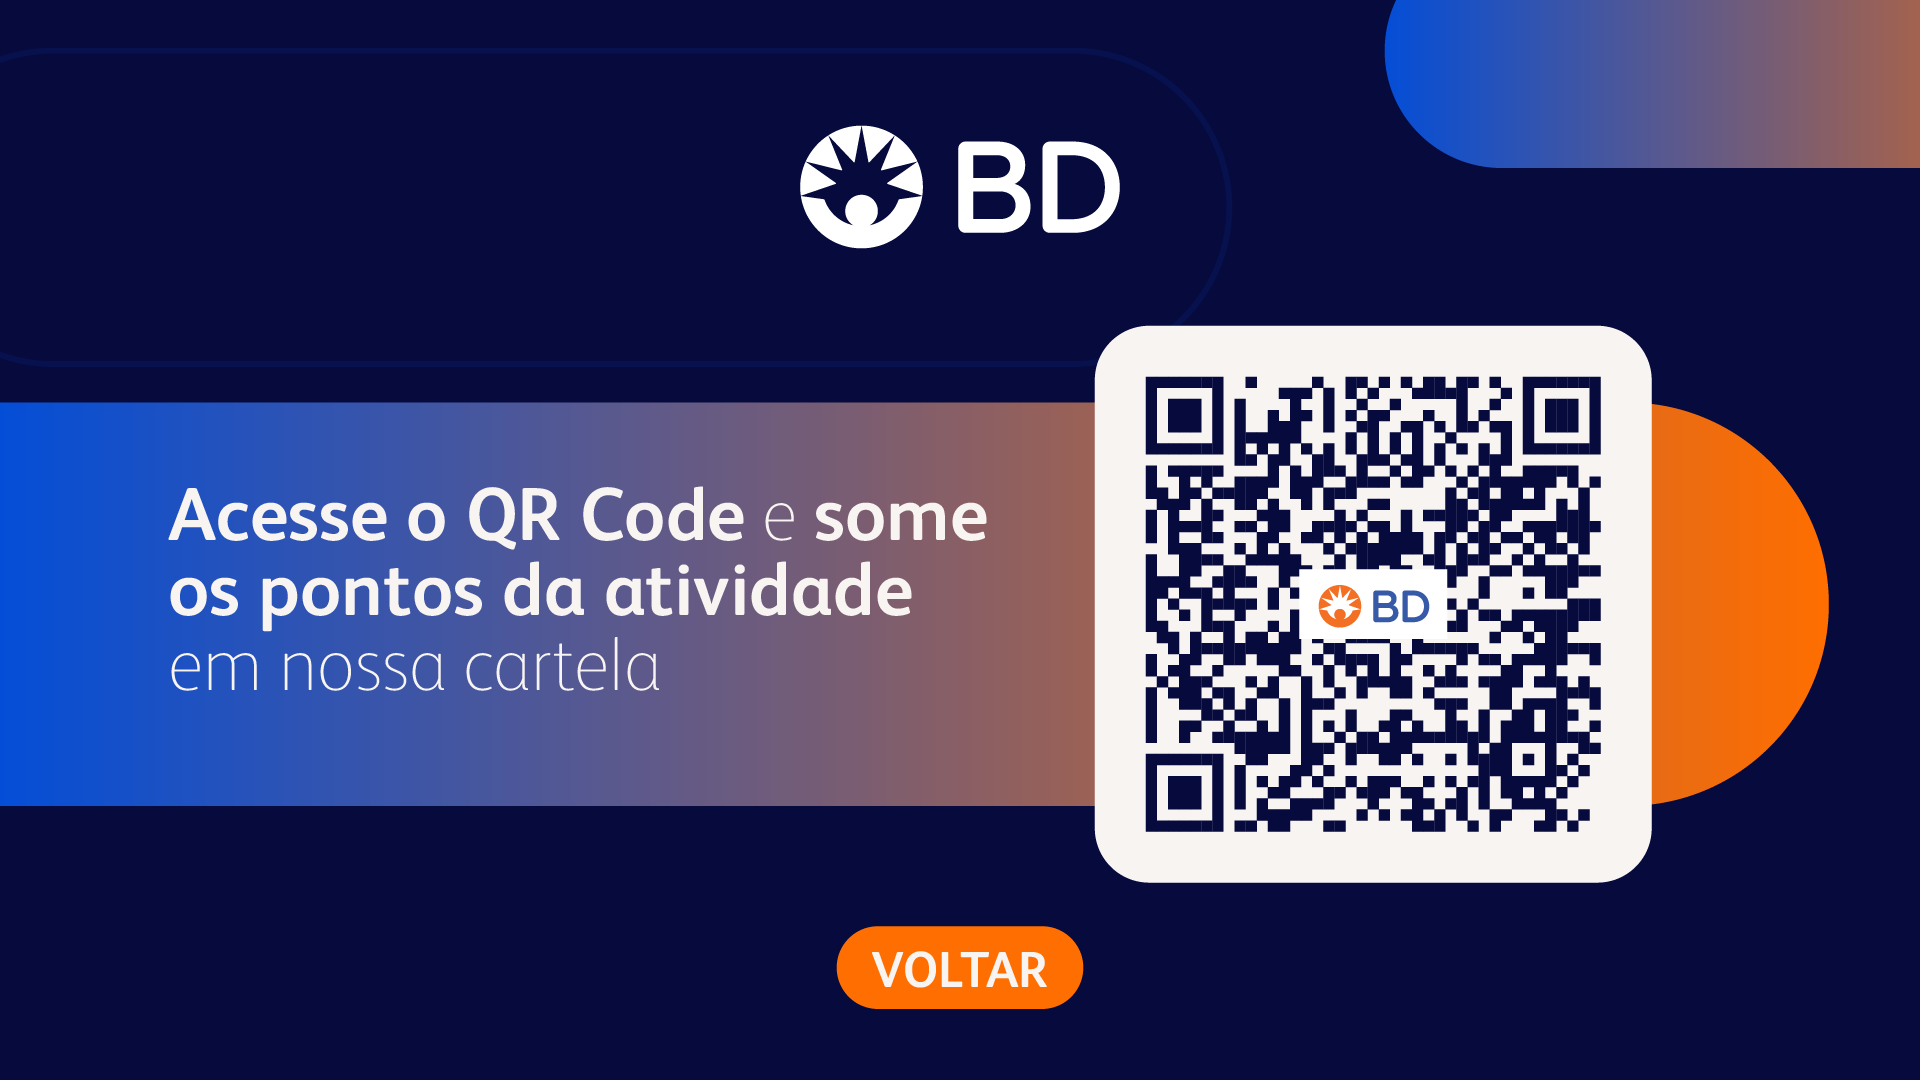 BD
Acesse o QR Code e some
os pontos da atividade
em nossa cartela
BD
VOLTAR